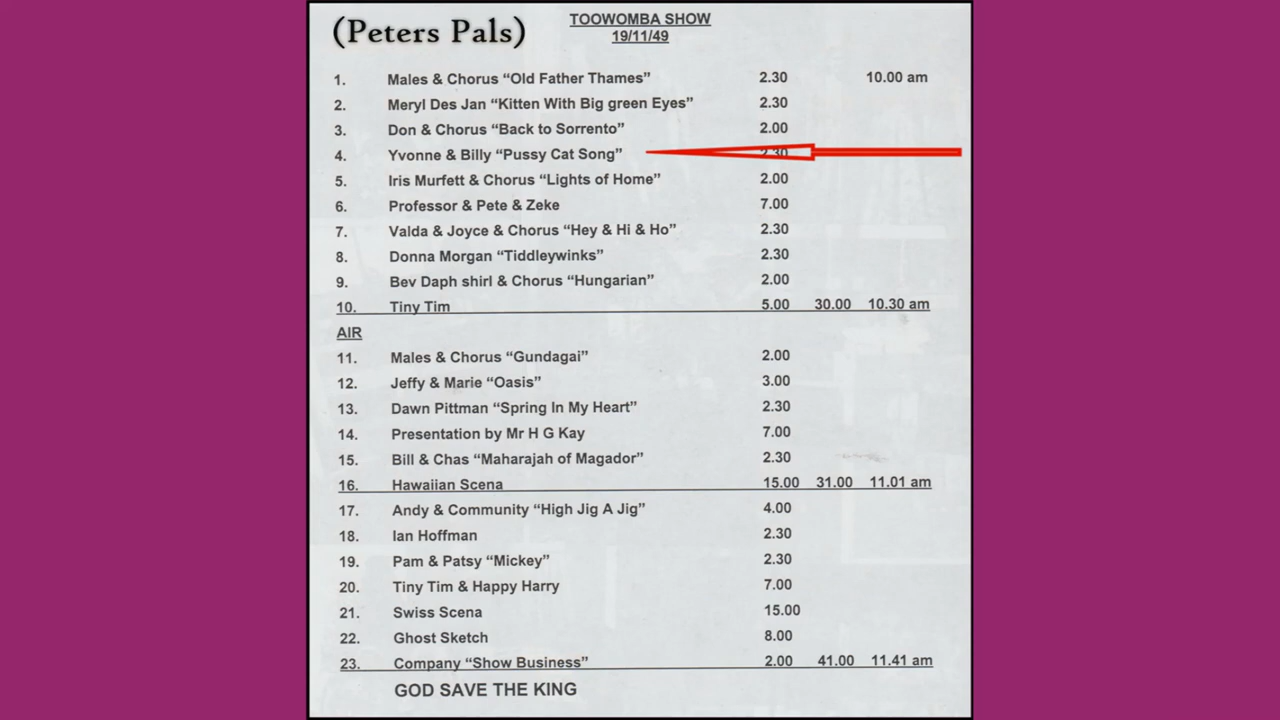 (Peters Pals)
TOOWOMBA SHOW
19/11/49
1. Males & Chorus “Old Father Thames” 2.30 10.00 am
2. Meryl Des Jan “Kitten With Big green Eyes” 2.30
3. Don & Chorus “Back to Sorrento” 2.00
4. Yvonne & Billy “Pussy Cat Song” 2.30
5. Iris Murfett & Chorus “Lights of Home” 2.00
6. Professor & Pete & Zeke 7.00
7. Valda & Joyce & Chorus “Hey & Hi & Ho” 2.30
8. Donna Morgan “Tiddleywinks” 2.30
9. Bev Daph shirl & Chorus “Hungarian” 2.00
10. Tiny Tim 5.00 30.00 10.30 am
AIR
11. Males & Chorus “Gundagai” 2.00
12. Jeffy & Marie “Oasis” 3.00
13. Dawn Pittman “Spring In My Heart” 2.30
14. Presentation by Mr H G Kay 7.00
15. Bill & Chas “Maharajah of Magador” 2.30
16. Hawaiian Scena 15.00 31.00 11.01 am
17. Andy & Community “High Jig A Jig” 4.00
18. Ian Hoffman 2.30
19. Pam & Patsy “Mickey” 2.30
20. Tiny Tim & Happy Harry 7.00
21. Swiss Scena 15.00
22. Ghost Sketch 8.00
23. Company “Show Business” 2.00 41.00 11.41 am
GOD SAVE THE KING